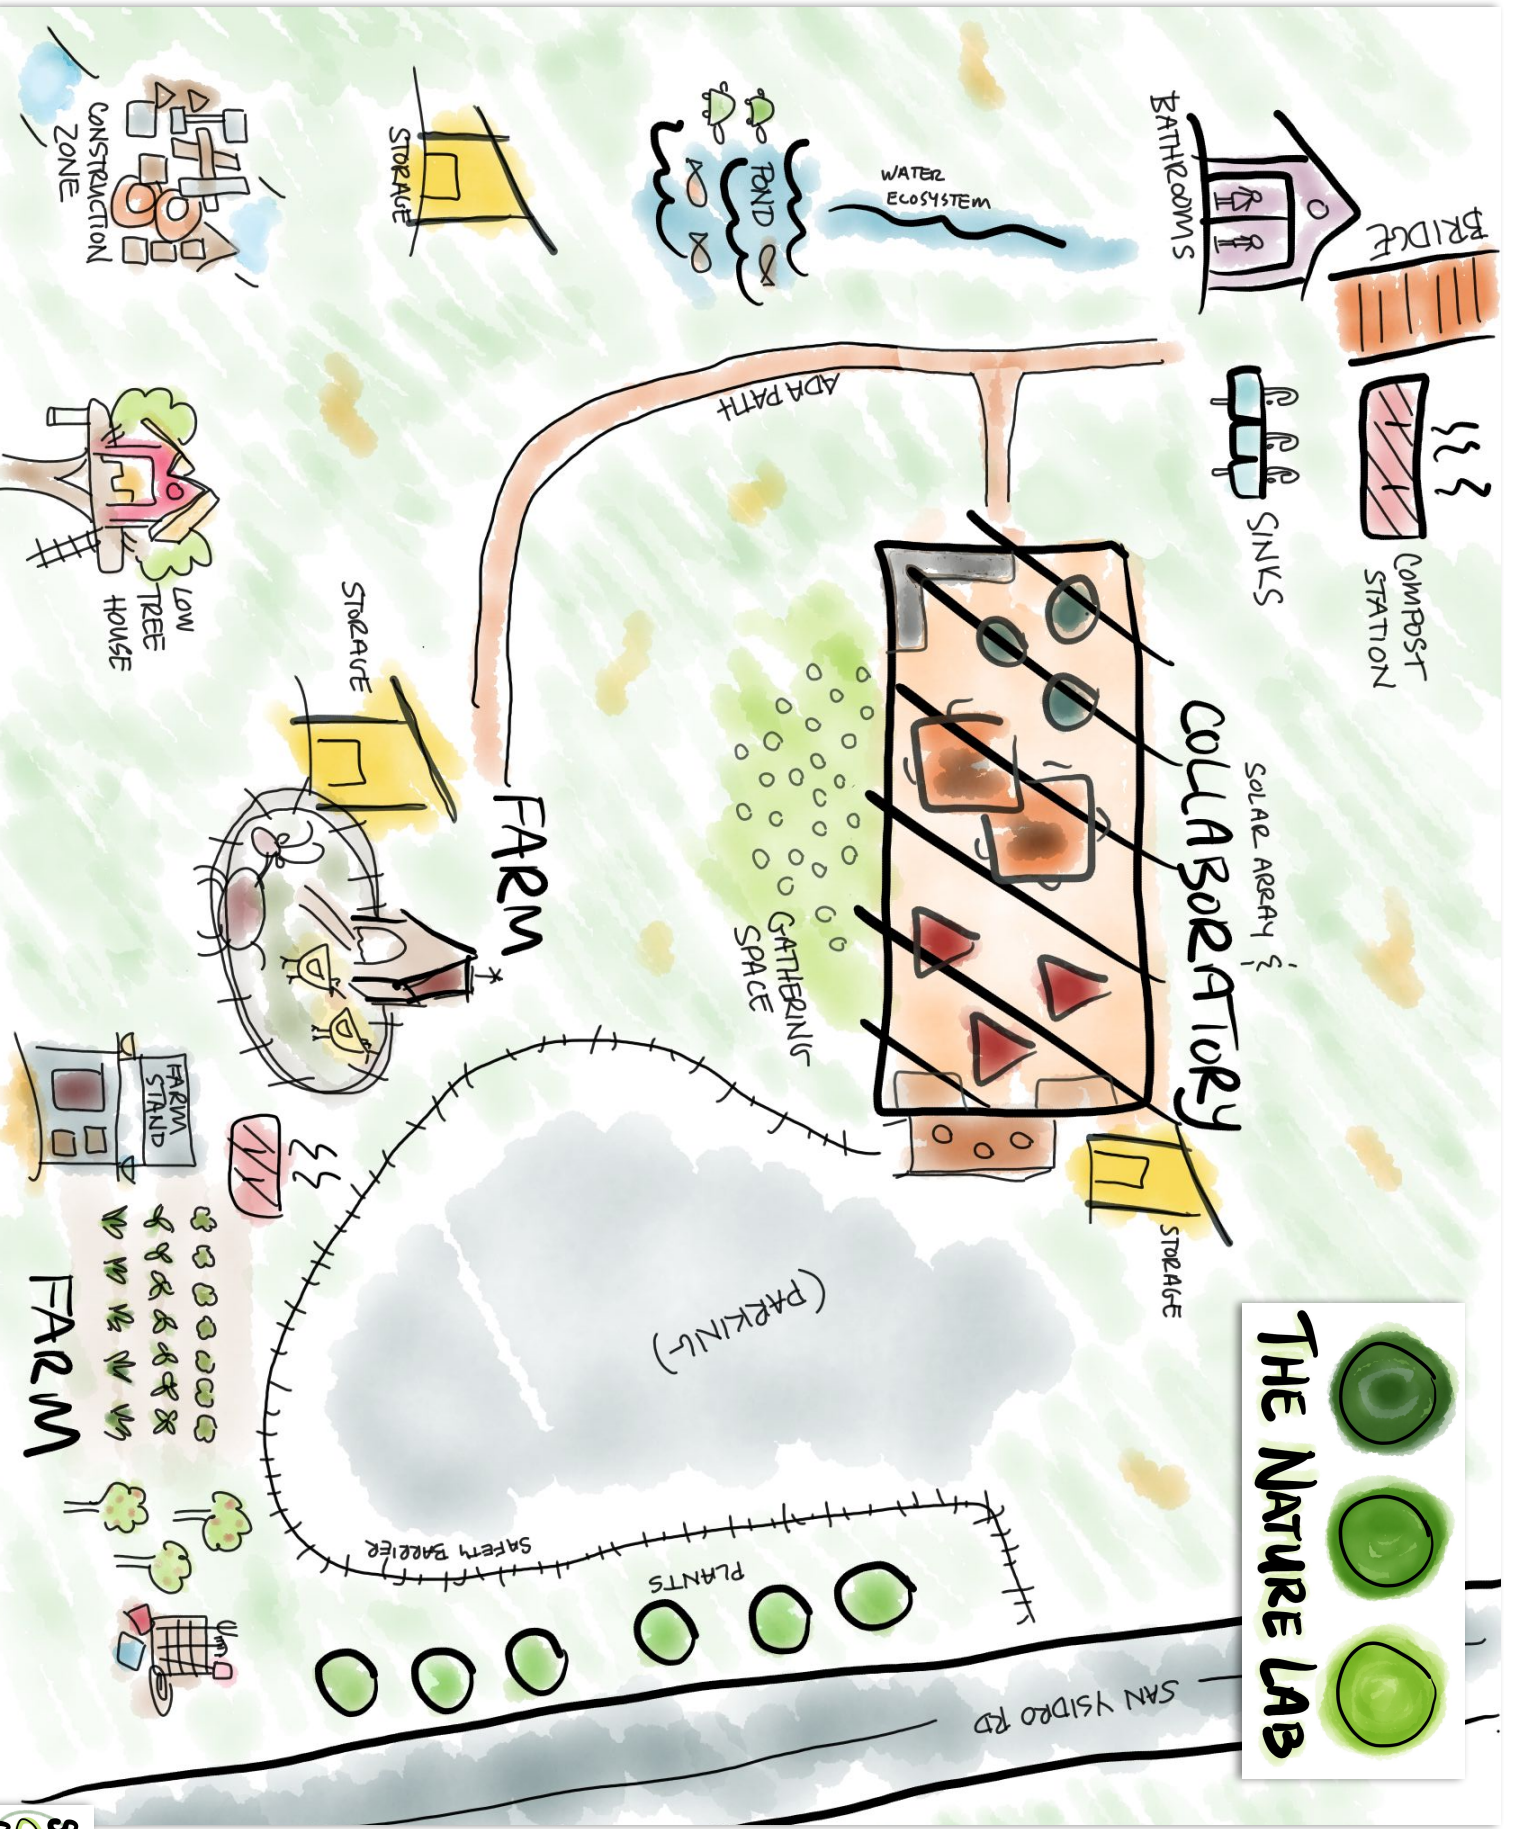 THE NATURE LAB
BRIDGE
COMPOST
STATION
BATHROOMS
SINKS
SOLAR ARRAY &
COLLABORATORY
STORAGE
WATER
ECOSYSTEM
POND
ADA PATH
GATHERING
SPACE
(PARKING)
SAFETY BARRIER
PLANTS
SAN YSIDRO RD
STORAGE
CONSTRUCTION
ZONE
LOW
TREE
HOUSE
STORAGE
FARM
FARM
STAND
FARM